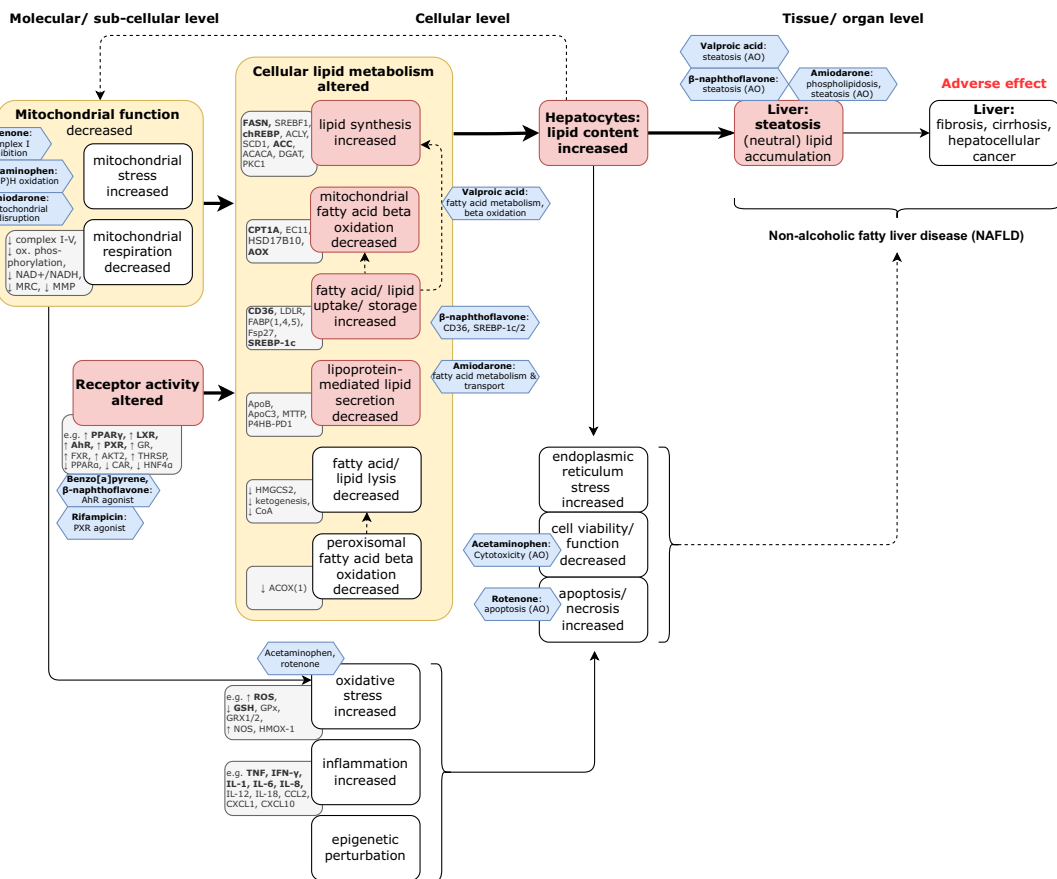 Molecular/ sub-cellular level
Cellular level
Tissue/ organ level
Mitochondrial function
decreased
mitochondrial
stress
increased
mitochondrial
respiration
decreased
↓ complex I-V,
↓ ox. phos-
phorylation,
↓ NAD+/NADH,
↓ MRC, ↓ MMP
Receptor activity
altered
e.g. ↑ PPARγ, ↑ LXR,
↑ AhR, ↑ PXR, ↑ GR,
↑ FXR, ↑ AKT2, ↑ THRSP,
↓ PPARα, ↓ CAR, ↓ HNF4α
Benzo[a]pyrene,
β-naphthoflavone:
AhR agonist
Rifampicin:
PXR agonist
Cellular lipid metabolism
altered
FASN, SREBF1,
chREBP, ACLY,
SCD1, ACC,
ACACA, DGAT,
PKC1
lipid synthesis
increased
CPT1A, EC11,
HSD17B10,
AOX
mitochondrial
fatty acid beta
oxidation
decreased
Valproic acid:
fatty acid metabolism,
beta oxidation
CD36, LDLR,
FABP(1,4,5),
Fsp27,
SREBP-1c
fatty acid/ lipid
uptake/ storage
increased
β-naphthoflavone:
CD36, SREBP-1c/2
ApoB,
ApoC3, MTTP,
P4HB-PD1
lipoprotein-
mediated lipid
secretion
decreased
Amiodarone:
fatty acid metabolism &
transport
↓ HMGCS2,
↓ ketogenesis,
↓ CoA
fatty acid/
lipid lysis
decreased
↓ ACOX(1)
peroxisomal
fatty acid beta
oxidation
decreased
Hepatocytes:
lipid content
increased
Valproic acid:
steatosis (AO)
β-naphthoflavone:
steatosis (AO)
Amiodarone:
phospholipidosis,
steatosis (AO)
Liver:
steatosis
(neutral) lipid
accumulation
Adverse effect
Liver:
fibrosis, cirrhosis,
hepatocellular
cancer
Non-alcoholic fatty liver disease (NAFLD)
endoplasmic
reticulum
stress
increased
Acetaminophen:
Cytotoxicity (AO)
cell viability/
function
decreased
Rotenone:
apoptosis (AO)
apoptosis/
necrosis
increased
Acetaminophen,
rotenone
e.g. ↑ ROS,
↓ GSH, GPx,
GRX1/2,
↑ NOS, HMOX-1
oxidative
stress
increased
e.g. TNF, IFN-γ,
IL-1, IL-6, IL-8,
IL-12, IL-18, CCL2,
CXCL1, CXCL10
inflammation
increased
epigenetic
perturbation